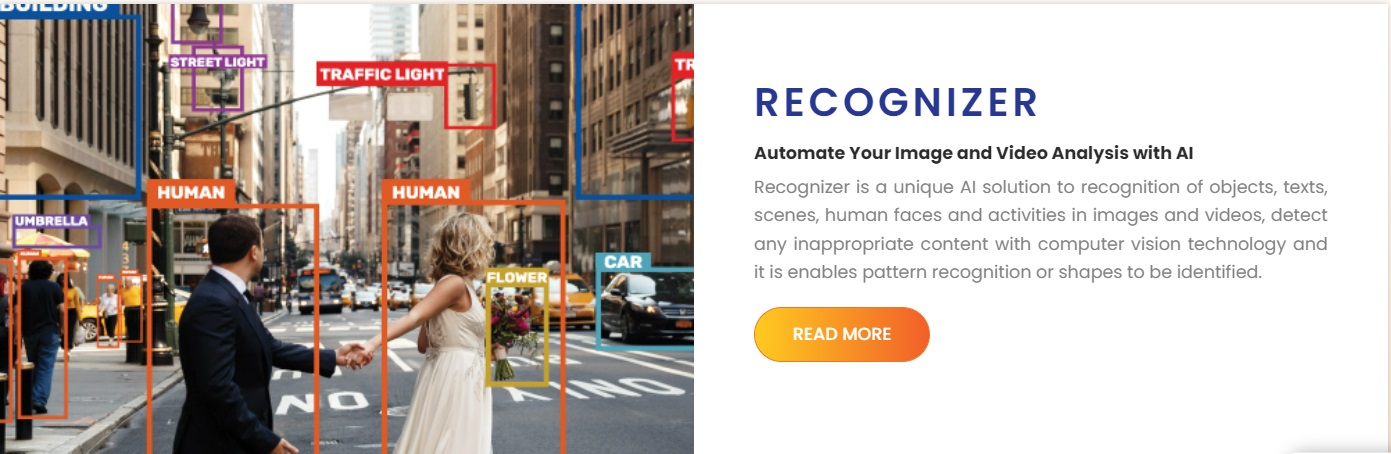 BUILDING
STREET LIGHT
TRAFFIC LIGHT
TR
HUMAN
HUMAN
UMBRELLA
FLOWER
CAR
RECOGNIZER
Automate Your Image and Video Analysis with AI
Recognizer is a unique AI solution to recognition of objects, texts,
scenes, human faces and activities in images and videos, detect
any inappropriate content with computer vision technology and
it is enables pattern recognition or shapes to be identified.
READ MORE